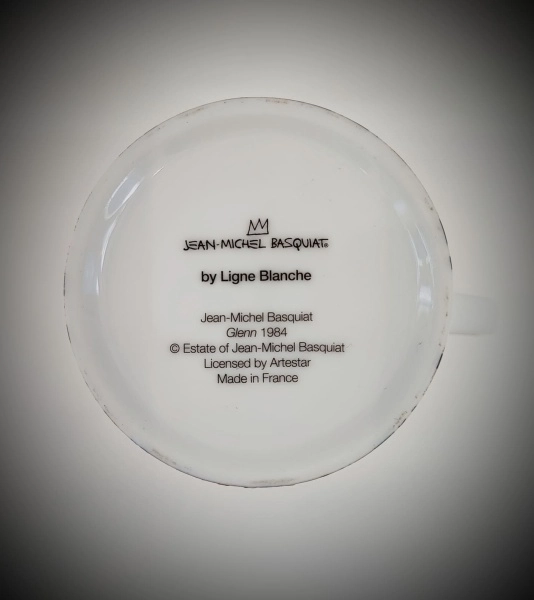 JEAN-MICHEL BASQUIAT®
by Ligne Blanche
Jean-Michel Basquiat
Glenn 1984
© Estate of Jean-Michel Basquiat
Licensed by Artestar
Made in France